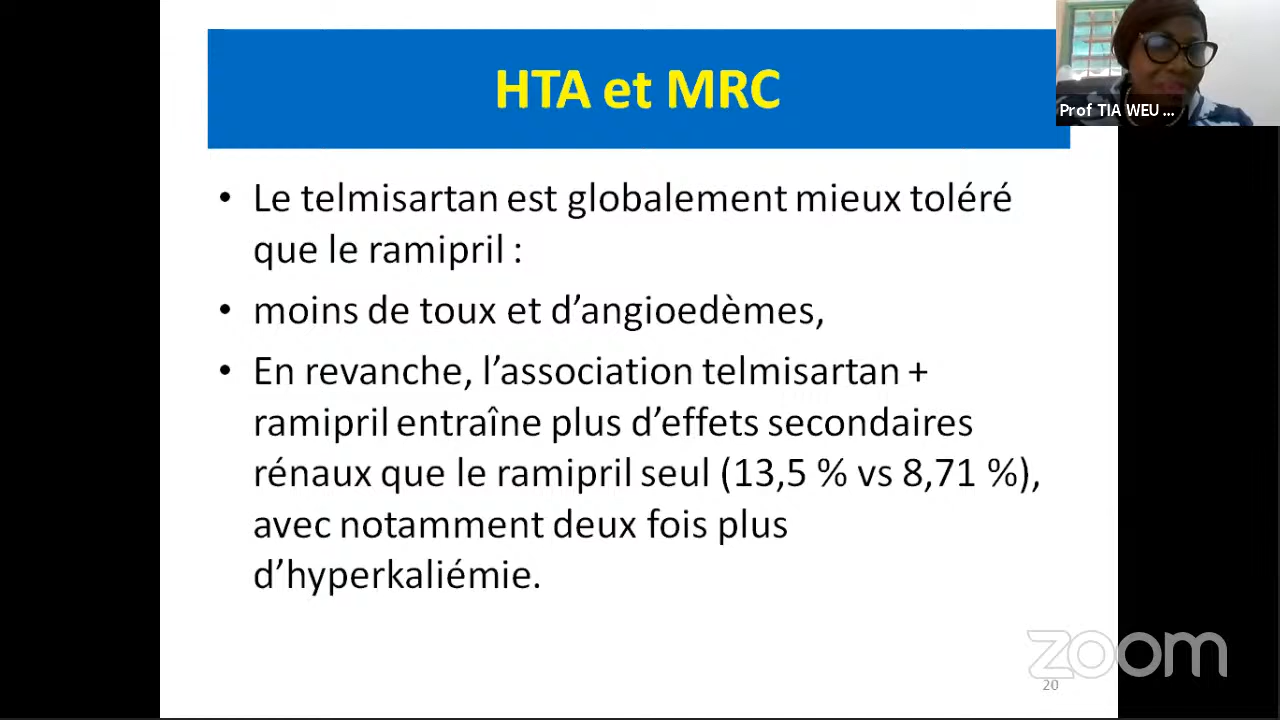 HTA et MRC
Prof TIA WEU ...
• Le telmisartan est globalement mieux toléré
que le ramipril :
• moins de toux et d’angioedèmes,
• En revanche, l’association telmisartan +
ramipril entraîne plus d’effets secondaires
rénaux que le ramipril seul (13,5 % vs 8,71 %),
avec notamment deux fois plus
d’hyperkaliémie.
zoom
20